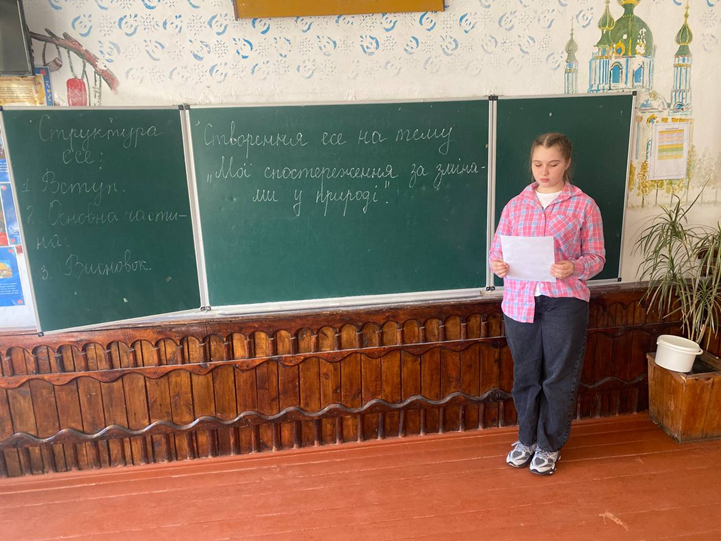 Структура
есе:
1. Вступ.
2. Основна части-
на.
3. Висновок.
Створення есе на тему
„Мої спостереження за зміна-
ми у природі".